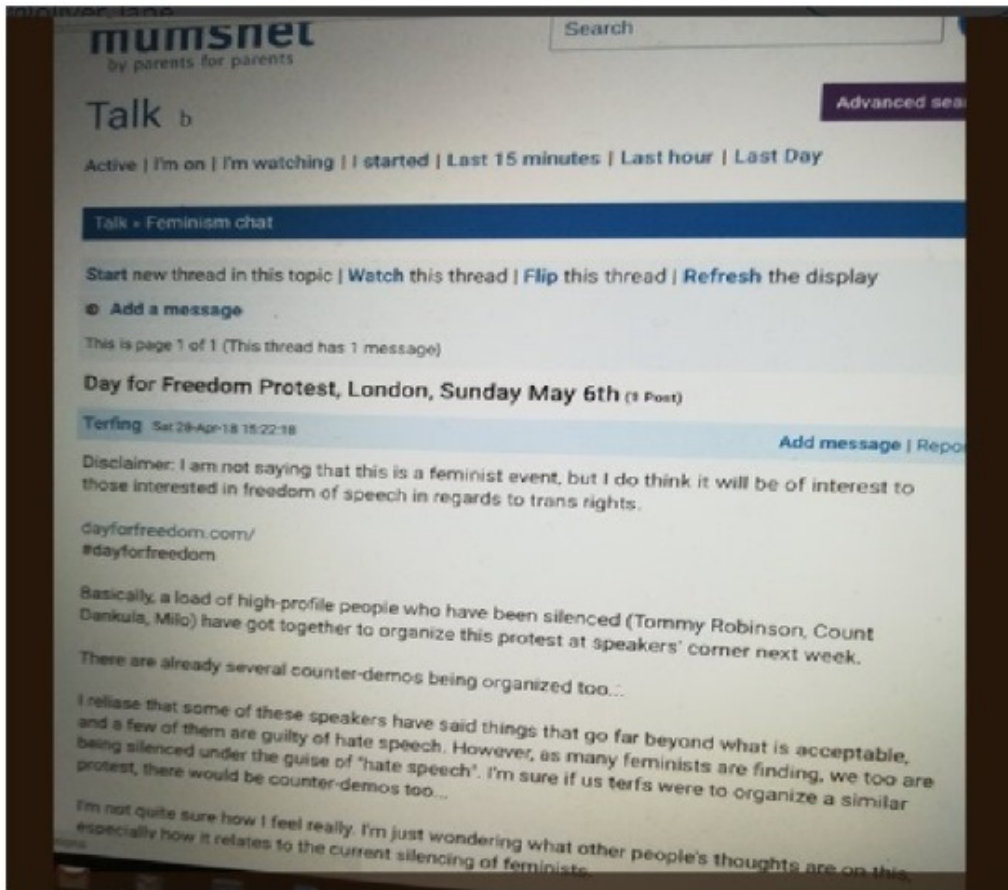 mumsnet
by parents for parents
Search
Talk b
Advanced sea
Active | I'm on | I'm watching | I started | Last 15 minutes | Last hour | Last Day
Talk » Feminism chat
Start new thread in this topic | Watch this thread | Flip this thread | Refresh the display
Add a message
This is page 1 of 1 (This thread has 1 message)
Day for Freedom Protest, London, Sunday May 6th (1 Post)
Terfing Sat 28-Apr-18 15:22:18
Add message | Repor
Disclaimer: I am not saying that this is a feminist event, but I do think it will be of interest to
those interested in freedom of speech in regards to trans rights.
dayforfreedom.com/
#dayforfreedom
Basically, a load of high-profile people who have been silenced (Tommy Robinson, Count
Dankula, Milo) have got together to organize this protest at speakers' corner next week.
There are already several counter-demos being organized too...
I reliase that some of these speakers have said things that go far beyond what is acceptable,
and a few of them are guilty of hate speech. However, as many feminists are finding, we too are
being silenced under the guise of "hate speech". I'm sure if us terfs were to organize a similar
protest, there would be counter-demos too...
I'm not quite sure how I feel really. I'm just wondering what other people's thoughts are on this,
especially how it relates to the current silencing of feminists.